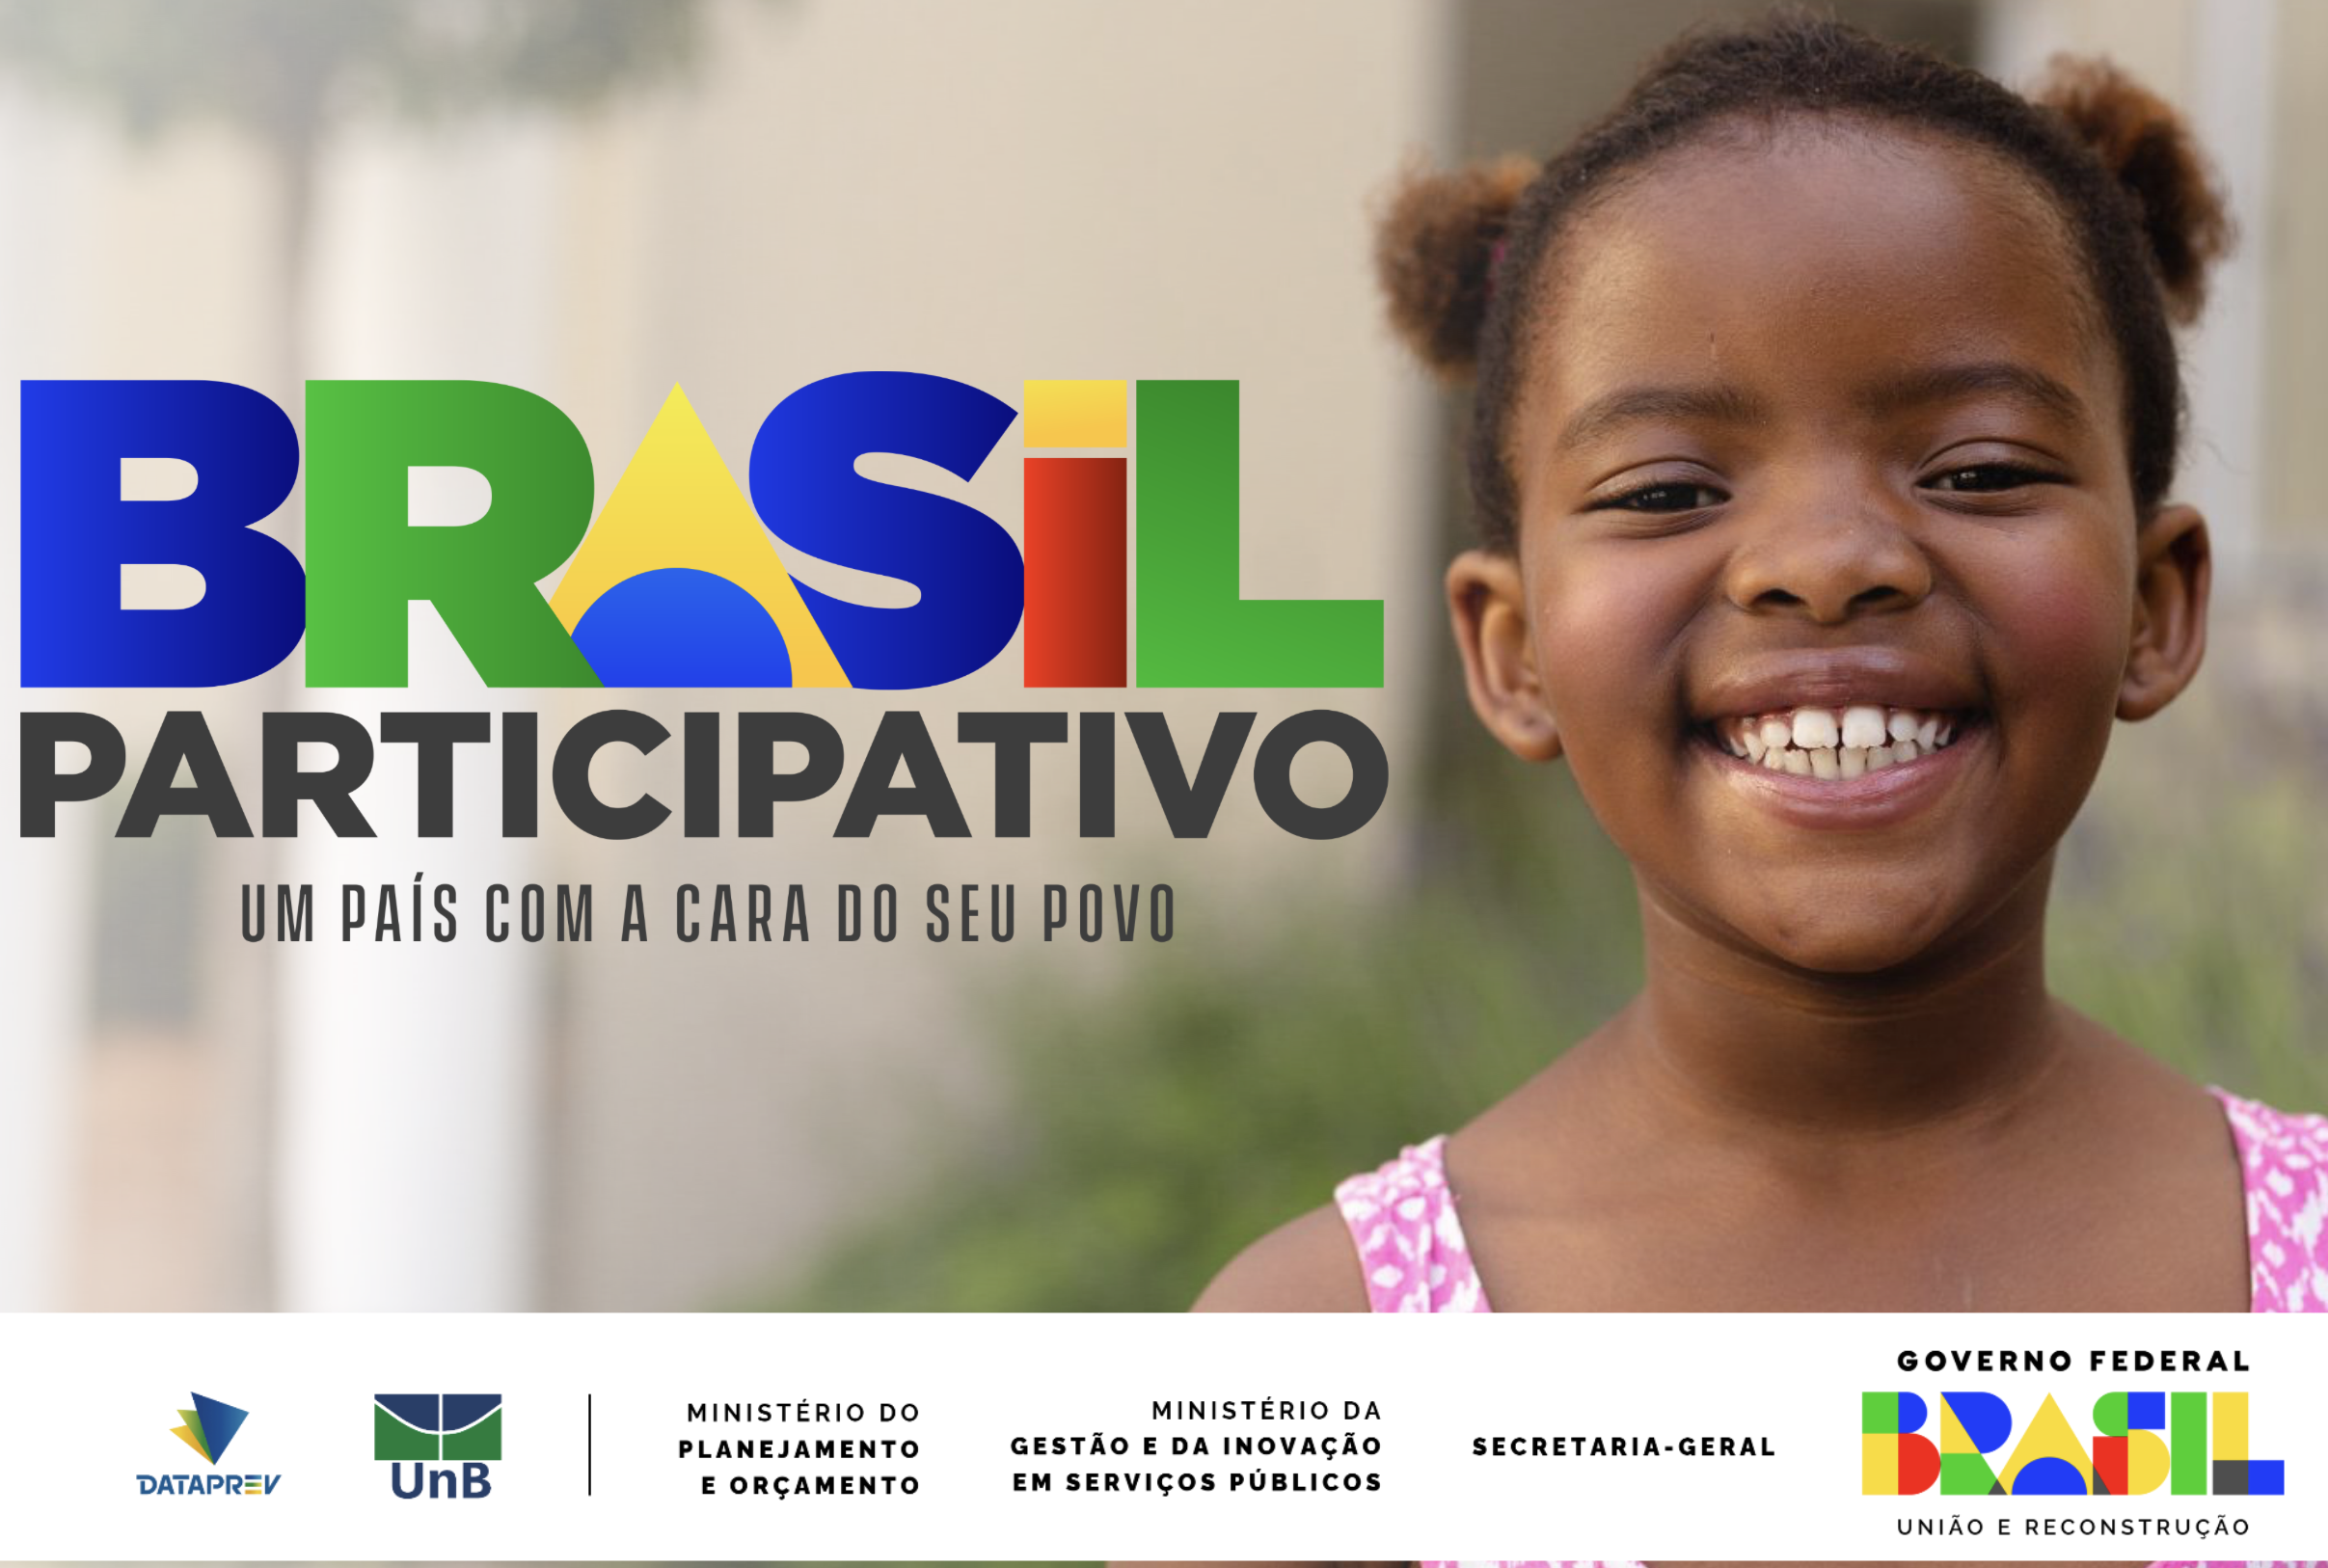 BRASiL
PARTICIPATIVO
UM PAÍS COM A CARA DO SEU POVO
DATAPREV
UnB
MINISTÉRIO DO
PLANEJAMENTO
E ORÇAMENTO
MINISTÉRIO DA
GESTÃO E DA INOVAÇÃO
EM SERVIÇOS PÚBLICOS
SECRETARIA-GERAL
GOVERNO FEDERAL
BRASIL
UNIÃO E RECONSTRUÇÃO